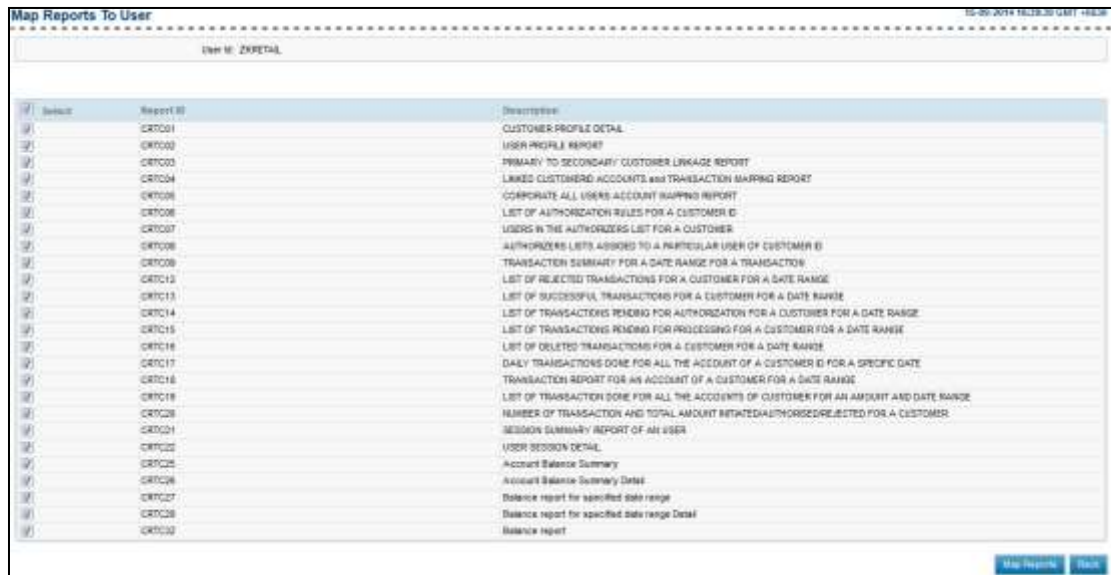 Map Reports To User
15-09-2014 16:29:20 GMT +0530
User Id: ZKRETAIL
Select Report ID Description
CRTC01 CUSTOMER PROFILE DETAIL
CRTC02 USER PROFILE REPORT
CRTC03 PRIMARY TO SECONDARY CUSTOMER LINKAGE REPORT
CRTC04 LINKED CUSTOMERID ACCOUNTS and TRANSACTION MAPPING REPORT
CRTC05 CORPORATE ALL USERS ACCOUNT MAPPING REPORT
CRTC06 LIST OF AUTHORIZATION RULES FOR A CUSTOMER ID
CRTC07 USERS IN THE AUTHORIZERS LIST FOR A CUSTOMER
CRTC08 AUTHORIZERS LISTS ASSIGED TO A PARTICULAR USER OF CUSTOMER ID
CRTC09 TRANSACTION SUMMARY FOR A DATE RANGE FOR A TRANSACTION
CRTC12 LIST OF REJECTED TRANSACTIONS FOR A CUSTOMER FOR A DATE RANGE
CRTC13 LIST OF SUCCESSFUL TRANSACTIONS FOR A CUSTOMER FOR A DATE RANGE
CRTC14 LIST OF TRANSACTIONS PENDING FOR AUTHORIZATION FOR A CUSTOMER FOR A DATE RANGE
CRTC15 LIST OF TRANSACTIONS PENDING FOR PROCESSING FOR A CUSTOMER FOR A DATE RANGE
CRTC16 LIST OF DELETED TRANSACTIONS FOR A CUSTOMER FOR A DATE RANGE
CRTC17 DAILY TRANSACTIONS DONE FOR ALL THE ACCOUNT OF A CUSTOMER ID FOR A SPECIFIC DATE
CRTC18 TRANSACTION REPORT FOR AN ACCOUNT OF A CUSTOMER FOR A DATE RANGE
CRTC19 LIST OF TRANSACTION DONE FOR ALL THE ACCOUNTS OF CUSTOMER FOR AN AMOUNT AND DATE RANGE
CRTC20 NUMBER OF TRANSACTION AND TOTAL AMOUNT INITIATED/AUTHORISED/REJECTED FOR A CUSTOMER
CRTC21 SESSION SUMMARY REPORT OF AN USER
CRTC22 USER SESSION DETAIL
CRTC25 Account Balance Summary
CRTC26 Account Balance Summary Detail
CRTC27 Balance report for specified date range
CRTC28 Balance report for specified date range Detail
CRTC32 Balance report
Map Reports Back